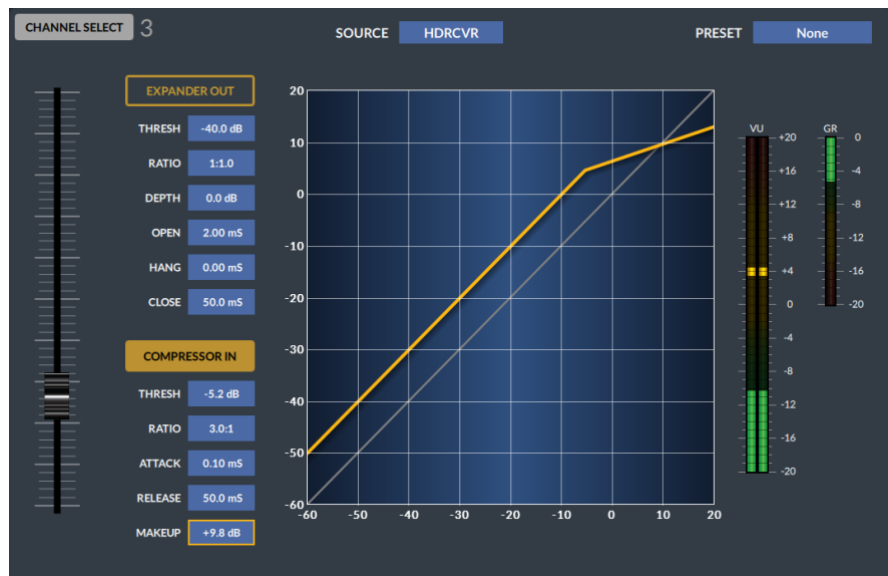 CHANNEL SELECT 3
SOURCE HDRCVR
PRESET None
EXPANDER OUT
THRESH -40.0 dB
RATIO 1:1.0
DEPTH 0.0 dB
OPEN 2.00 mS
HANG 0.00 mS
CLOSE 50.0 mS
COMPRESSOR IN
THRESH -5.2 dB
RATIO 3.0:1
ATTACK 0.10 mS
RELEASE 50.0 mS
MAKEUP +9.8 dB
20
10
0
-10
-20
-30
-40
-50
-60
-60 -50 -40 -30 -20 -10 0 10 20
VU
+20
+16
+12
+8
+4
0
-4
-8
-12
-16
-20
GR
0
-4
-8
-12
-16
-20